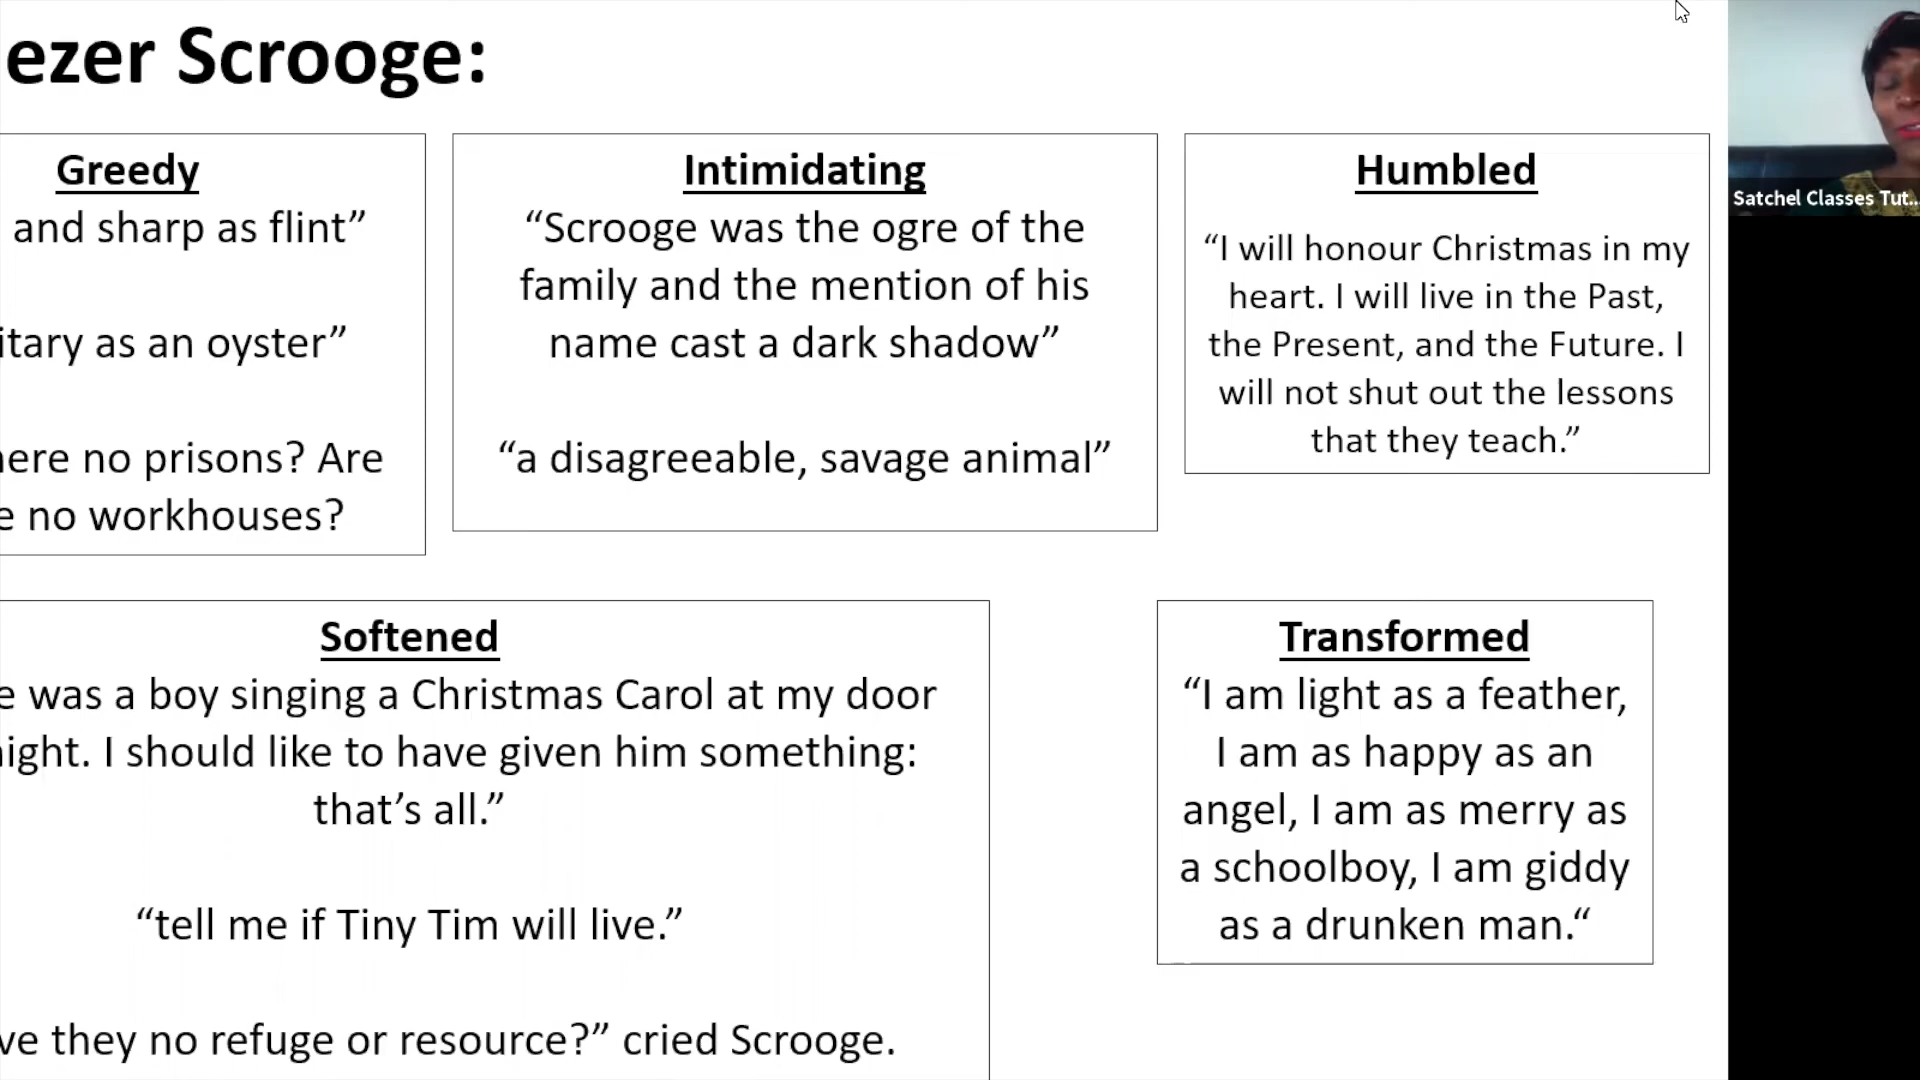 ezer Scrooge:
Greedy
and sharp as flint”
itary as an oyster”
ere no prisons? Are
e no workhouses?
Intimidating
“Scrooge was the ogre of the
family and the mention of his
name cast a dark shadow”
“a disagreeable, savage animal”
Humbled
“I will honour Christmas in my
heart. I will live in the Past,
the Present, and the Future. I
will not shut out the lessons
that they teach.”
Softened
e was a boy singing a Christmas Carol at my door
ight. I should like to have given him something:
that’s all.”
“tell me if Tiny Tim will live.”
ve they no refuge or resource?” cried Scrooge.
Transformed
“I am light as a feather,
I am as happy as an
angel, I am as merry as
a schoolboy, I am giddy
as a drunken man.“
Satchel Classes Tut...